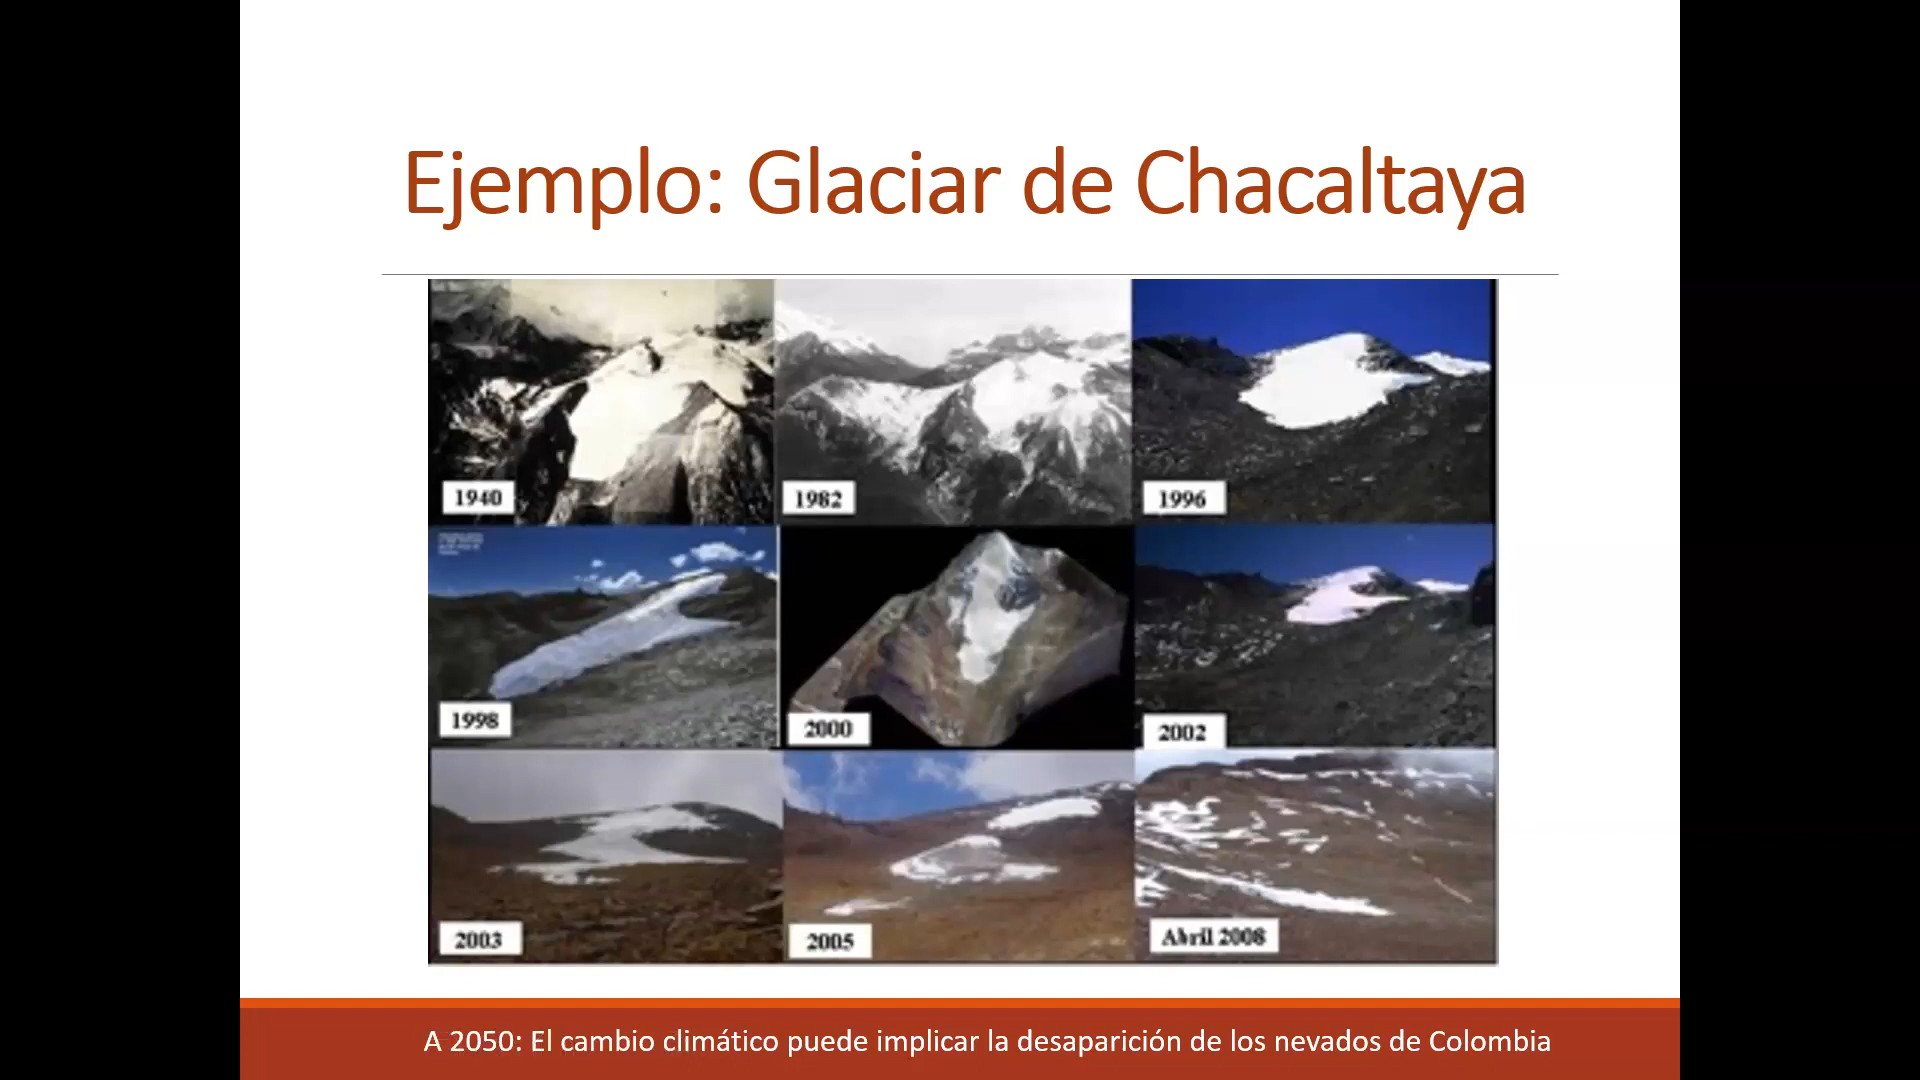 Ejemplo: Glaciar de Chacaltaya
1940
1982
1996
1998
2000
2002
2003
2005
Abril 2008
A 2050: El cambio climático puede implicar la desaparición de los nevados de Colombia